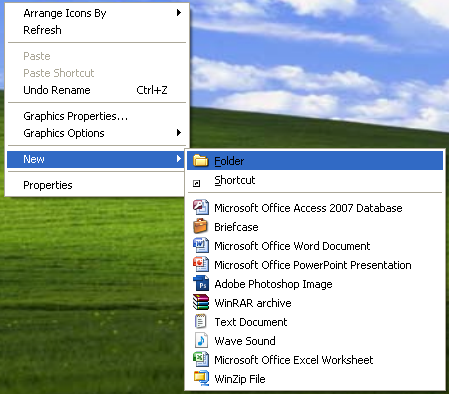 Arrange Icons By
Refresh
Paste
Paste Shortcut
Undo Rename Ctrl+Z
Graphics Properties...
Graphics Options
New
Properties
Folder
Shortcut
Microsoft Office Access 2007 Database
Briefcase
Microsoft Office Word Document
Microsoft Office PowerPoint Presentation
Adobe Photoshop Image
WinRAR archive
Text Document
Wave Sound
Microsoft Office Excel Worksheet
WinZip File